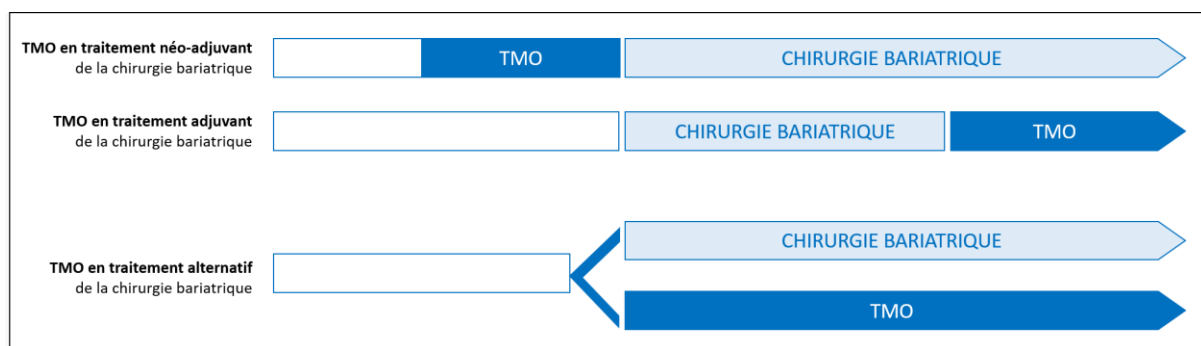 TMO en traitement néo-adjuvant
de la chirurgie bariatrique
TMO
CHIRURGIE BARIATRIQUE
TMO en traitement adjuvant
de la chirurgie bariatrique
CHIRURGIE BARIATRIQUE
TMO
CHIRURGIE BARIATRIQUE
TMO en traitement alternatif
de la chirurgie bariatrique
TMO